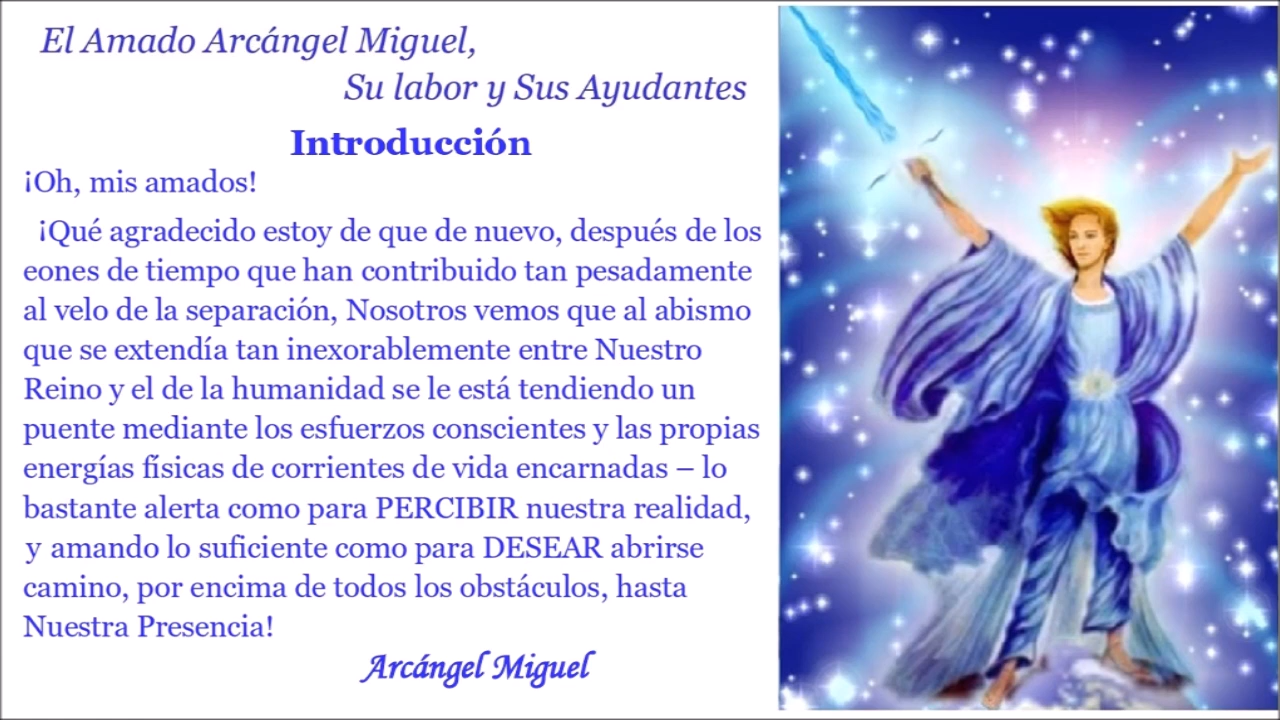 El Amado Arcángel Miguel,
Su labor y Sus Ayudantes
Introducción
¡Oh, mis amados!
¡Qué agradecido estoy de que de nuevo, después de los
eones de tiempo que han contribuido tan pesadamente
al velo de la separación, Nosotros vemos que al abismo
que se extendía tan inexorablemente entre Nuestro
Reino y el de la humanidad se le está tendiendo un
puente mediante los esfuerzos conscientes y las propias
energías físicas de corrientes de vida encarnadas – lo
bastante alerta como para PERCIBIR nuestra realidad,
y amando lo suficiente como para DESEAR abrirse
camino, por encima de todos los obstáculos, hasta
Nuestra Presencia!
Arcángel Miguel